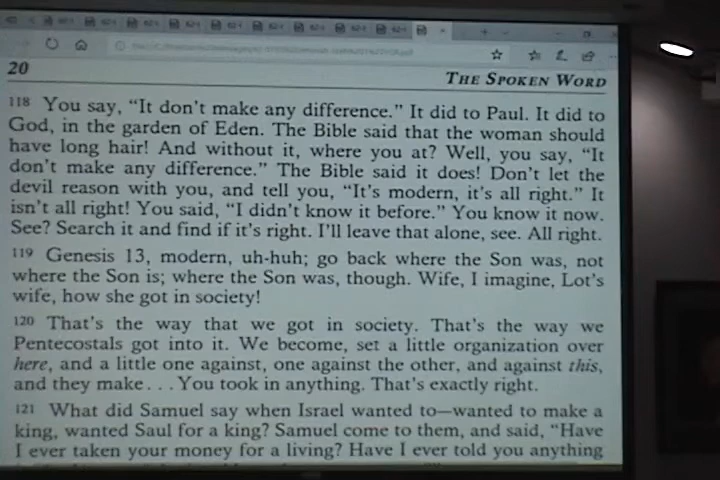 20
THE SPOKEN WORD
118 You say, “It don’t make any difference.” It did to Paul. It did to
God, in the garden of Eden. The Bible said that the woman should
have long hair! And without it, where you at? Well, you say, “It
don’t make any difference.” The Bible said it does! Don’t let the
devil reason with you, and tell you, “It’s modern, it’s all right.” It
isn’t all right! You said, “I didn’t know it before.” You know it now.
See? Search it and find if it’s right. I’ll leave that alone, see. All right.
119 Genesis 13, modern, uh-huh; go back where the Son was, not
where the Son is; where the Son was, though. Wife, I imagine, Lot’s
wife, how she got in society!
120 That’s the way that we got in society. That’s the way we
Pentecostals got into it. We become, set a little organization over
here, and a little one against, one against the other, and against this,
and they make . . . You took in anything. That’s exactly right.
121 What did Samuel say when Israel wanted to—wanted to make a
king, wanted Saul for a king? Samuel come to them, and said, “Have
I ever taken your money for a living? Have I ever told you anything